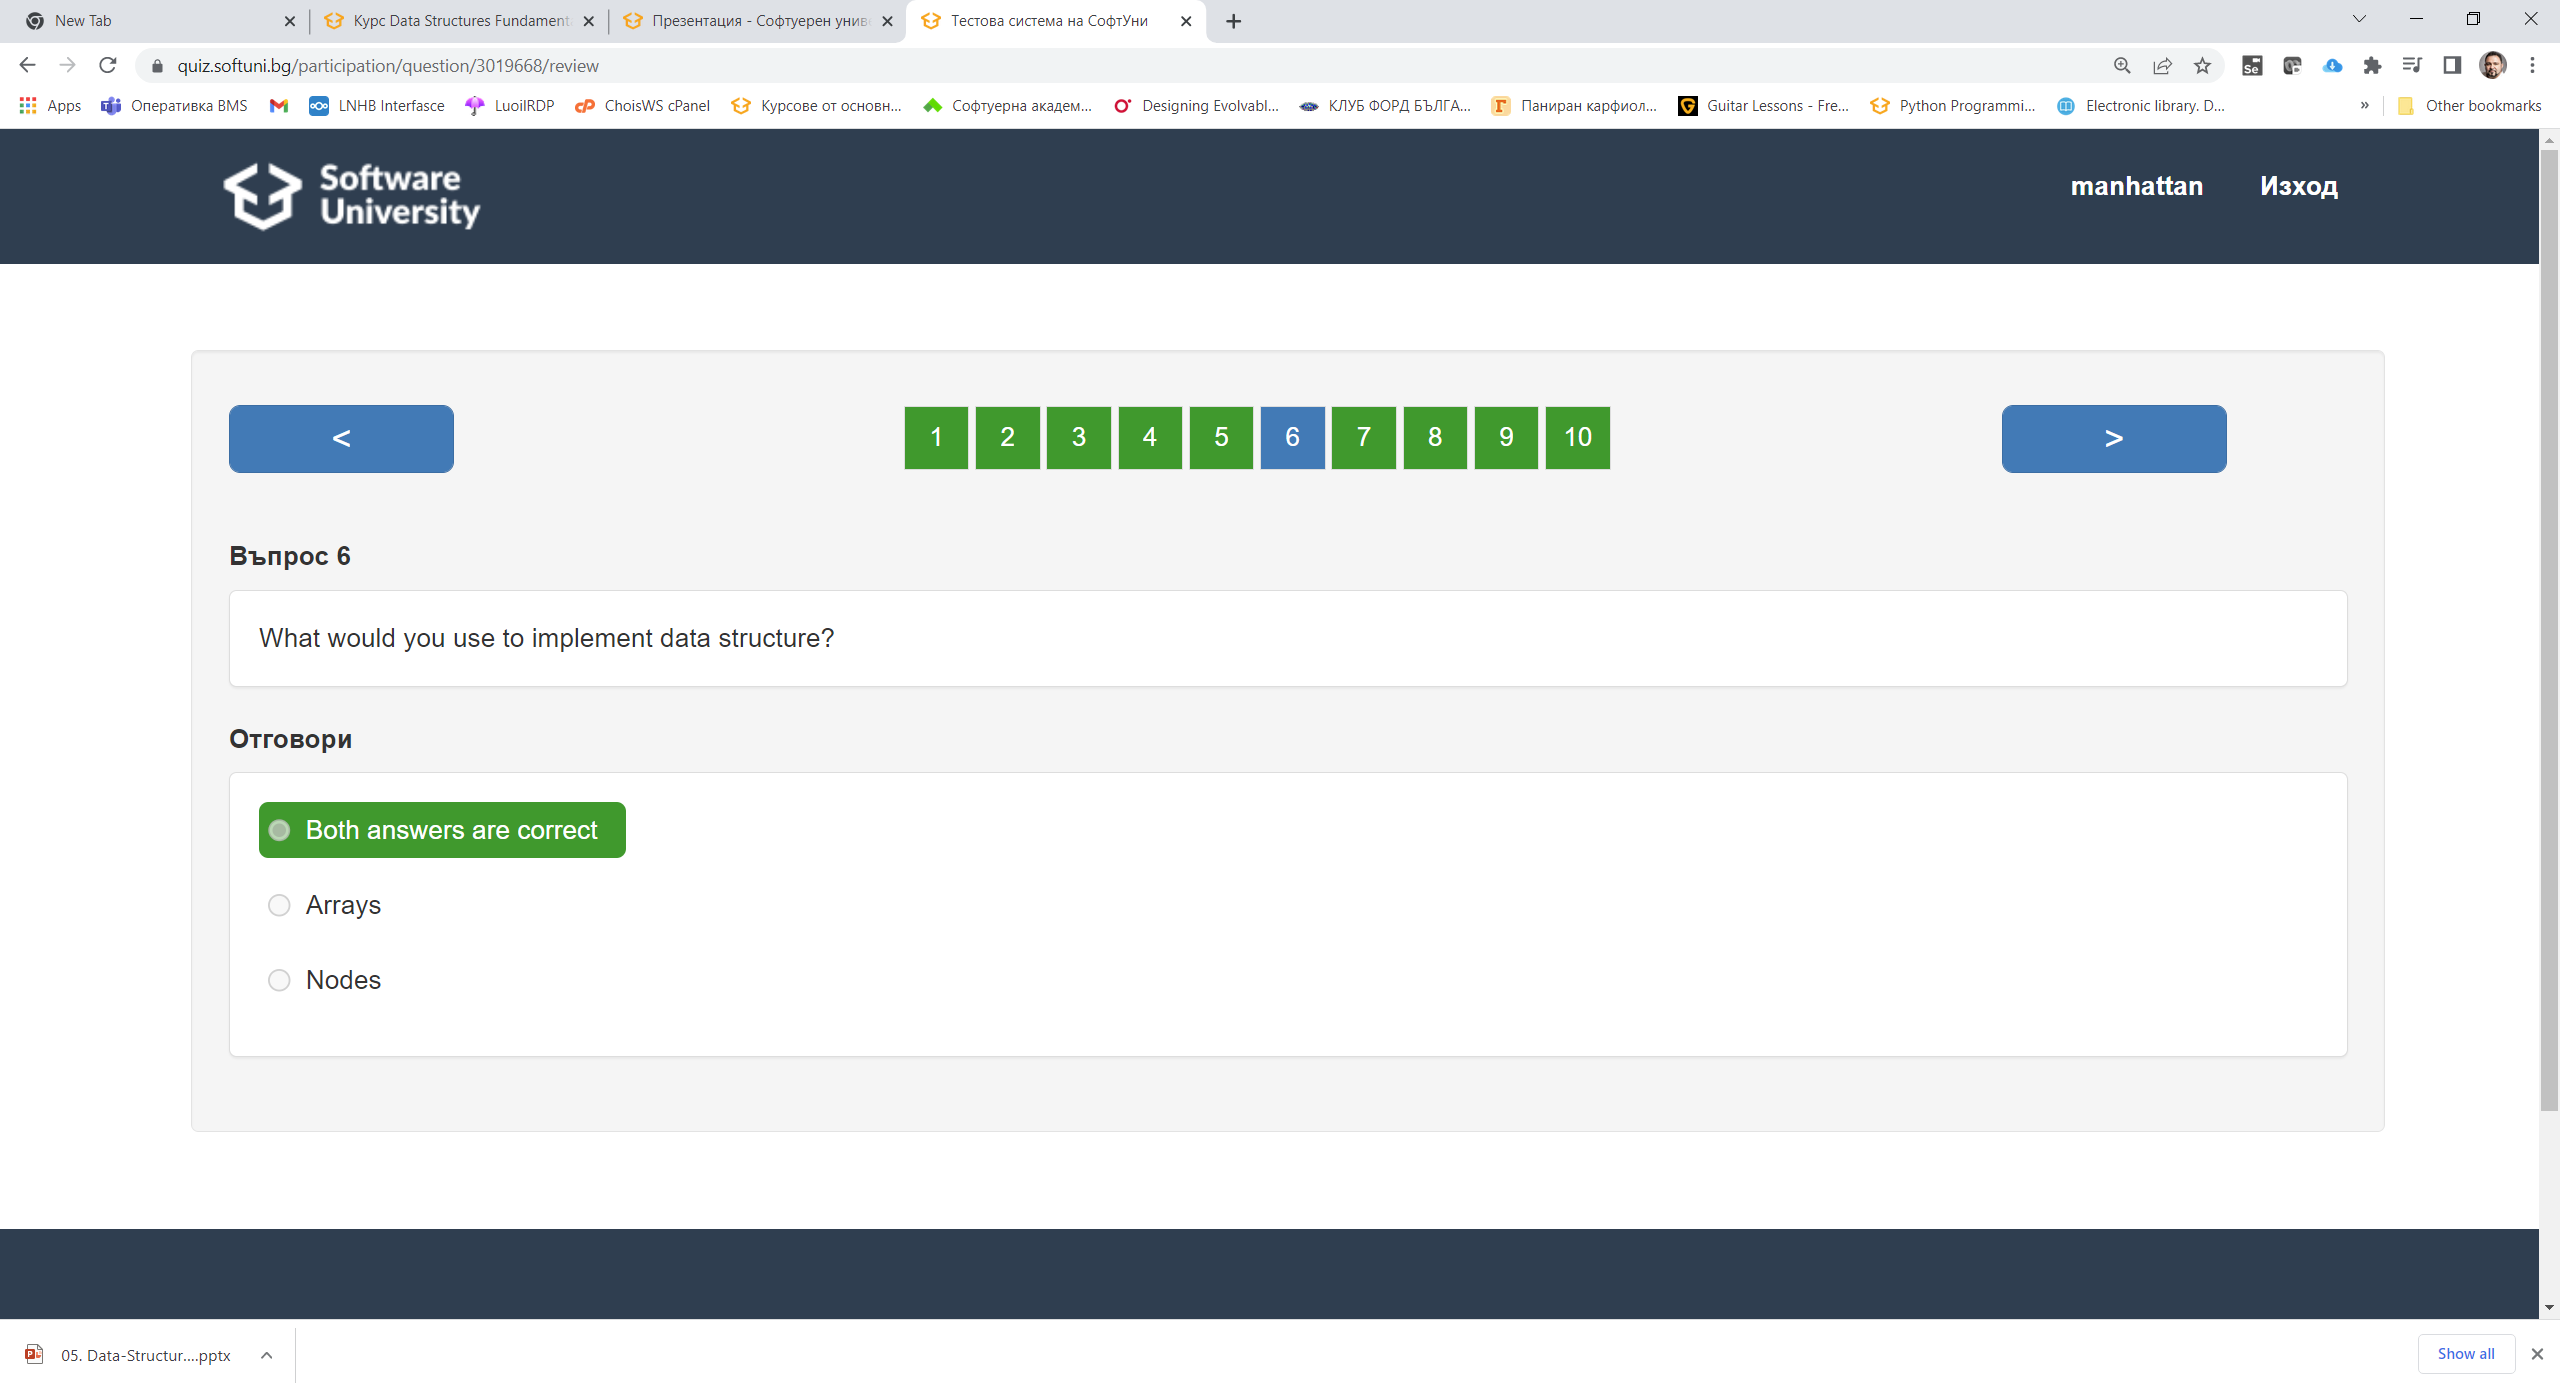 New Tab
Курс Data Structures Fundament
Презентация - Софтуерен унив
Тестова система на СофтУни
quiz.softuni.bg/participation/question/3019668/review
Apps
Оперативка BMS
LNHB Interfasce
LuoilRDP
ChoisWS cPanel
Курсове от основн...
Софтуерна академ...
Designing Evolvabl...
КЛУБ ФОРД БЪЛГА...
Паниран карфиол...
Guitar Lessons - Fre...
Python Programmi...
Electronic library. D...
»
Other bookmarks
Software
University
manhattan
Изход
<
1
2
3
4
5
6
7
8
9
10
>
Въпрос 6
What would you use to implement data structure?
Отговори
Both answers are correct
Arrays
Nodes
05. Data-Structur....pptx
Show all